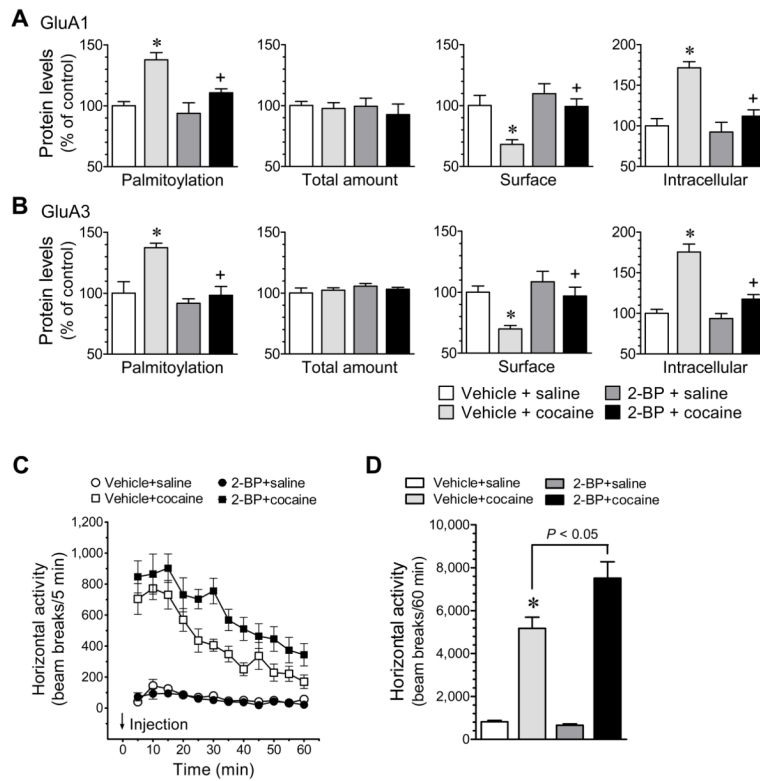 A GluA1
Protein levels
(% of control)
150
100
50
Palmitoylation
*
+
150
100
50
Total amount
150
100
50
Surface
*
+
200
150
100
50
Intracellular
*
+
B GluA3
Protein levels
(% of control)
150
100
50
Palmitoylation
*
+
150
100
50
Total amount
150
100
50
Surface
*
+
200
150
100
50
Intracellular
*
+
Vehicle + saline 2-BP + saline
Vehicle + cocaine 2-BP + cocaine
C
Vehicle+saline 2-BP+saline
Vehicle+cocaine 2-BP+cocaine
Horizontal activity
(beam breaks/5 min)
1,200
1,000
800
600
400
200
0
Injection
0 10 20 30 40 50 60
Time (min)
D
Vehicle+saline 2-BP+saline
Vehicle+cocaine 2-BP+cocaine
Horizontal activity
(beam breaks/60 min)
10,000
8,000
6,000
4,000
2,000
0
P < 0.05
*